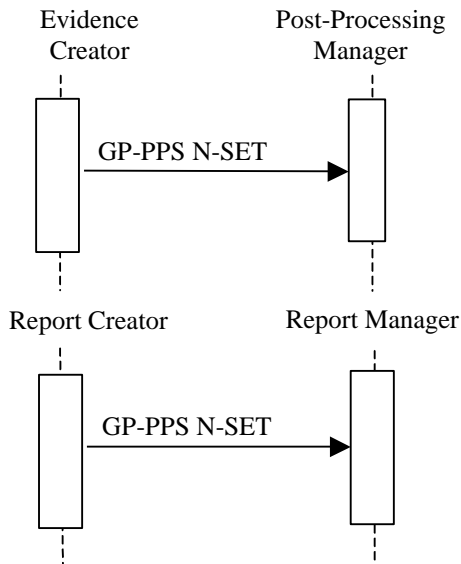 Evidence
Creator
Post-Processing
Manager
GP-PPS N-SET
Report Creator
Report Manager
GP-PPS N-SET